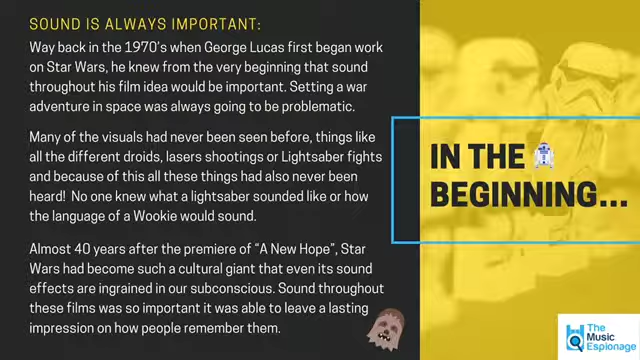 SOUND IS ALWAYS IMPORTANT:
Way back in the 1970's when George Lucas first began work
on Star Wars, he knew from the very beginning that sound
throughout his film idea would be important. Setting a war
adventure in space was always going to be problematic.
Many of the visuals had never been seen before, things like
all the different droids, lasers shootings or Lightsaber fights
and because of this all these things had also never been
heard! No one knew what a lightsaber sounded like or how
the language of a Wookie would sound.
Almost 40 years after the premiere of “A New Hope”, Star
Wars had become such a cultural giant that even its sound
effects are ingrained in our subconscious. Sound throughout
these films was so important it was able to leave a lasting
impression on how people remember them.
IN THE
BEGINNING...
The
Music
Espionage